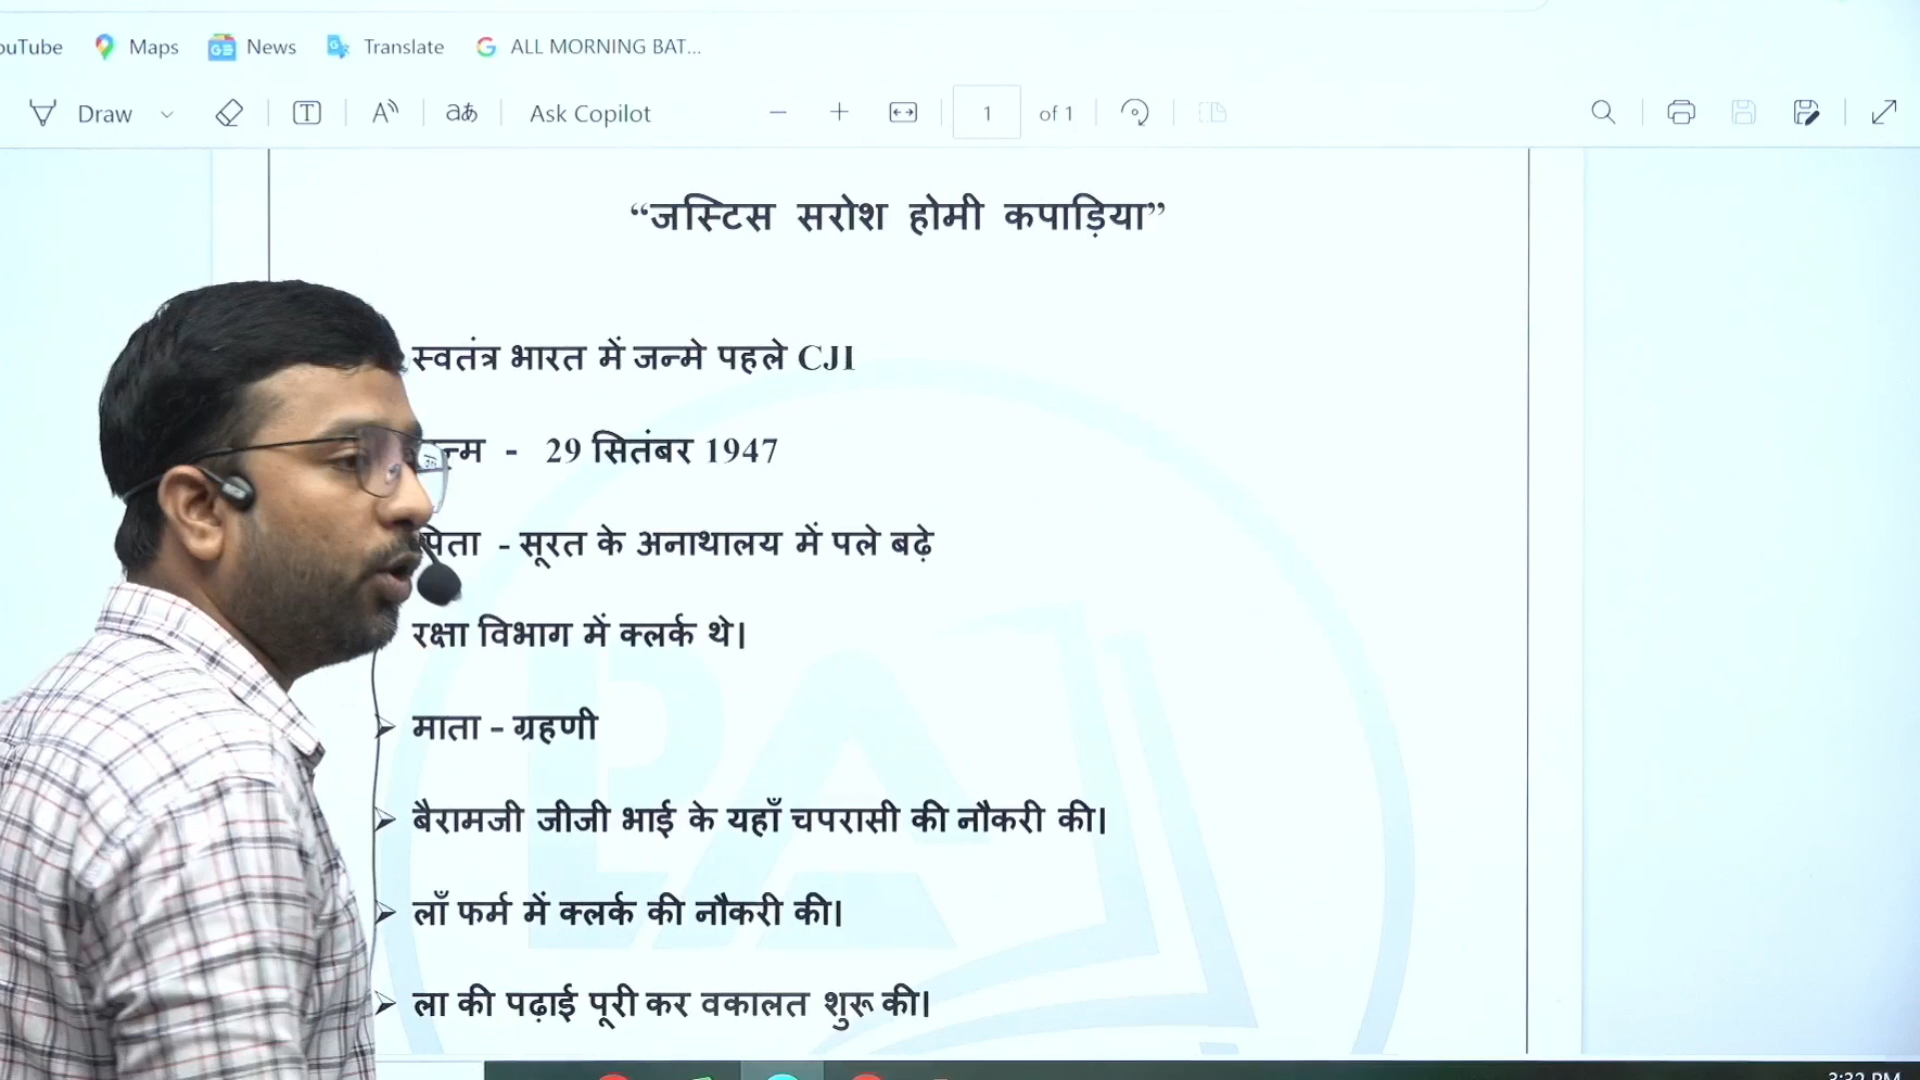 Maps
News
Translate
ALL MORNING BAT...
Draw
Ask Copilot
1
of 1
“जस्टिस सरोश होमी कपाड़िया”
स्वतंत्र भारत में जन्मे पहले CJI
- 29 सितंबर 1947
- सूरत के अनाथालय में पले बढ़े
रक्षा विभाग में क्लर्क थे।
माता – ग्रहणी
बैरामजी जीजी भाई के यहाँ चपरासी की नौकरी की।
लाँ फर्म में क्लर्क की नौकरी की।
ला की पढ़ाई पूरी कर वकालत शुरू की।